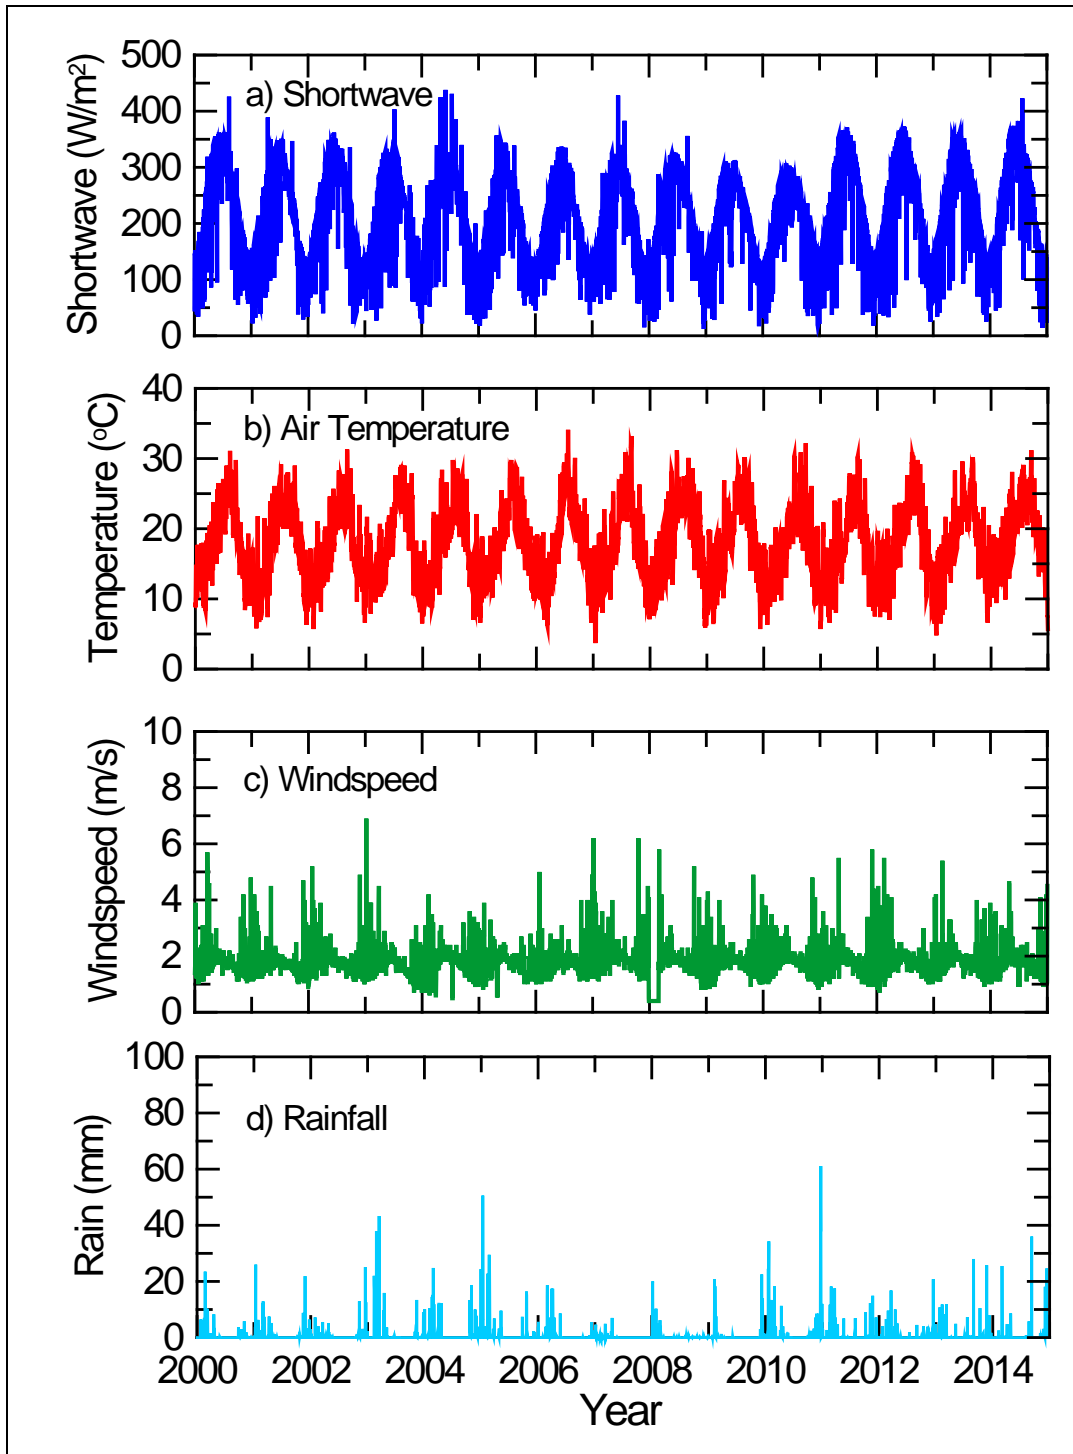 500
400
300
200
100
0
Shortwave (W/m²)
a) Shortwave
40
30
20
10
0
Temperature (oC)
b) Air Temperature
10
8
6
4
2
0
Windspeed (m/s)
c) Windspeed
100
80
60
40
20
0
Rain (mm)
d) Rainfall
2000 2002 2004 2006 2008 2010 2012 2014
Year